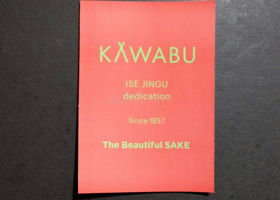 KAWABU
ISE JINGU
dedication
Since 1857
The Beautiful SAKE